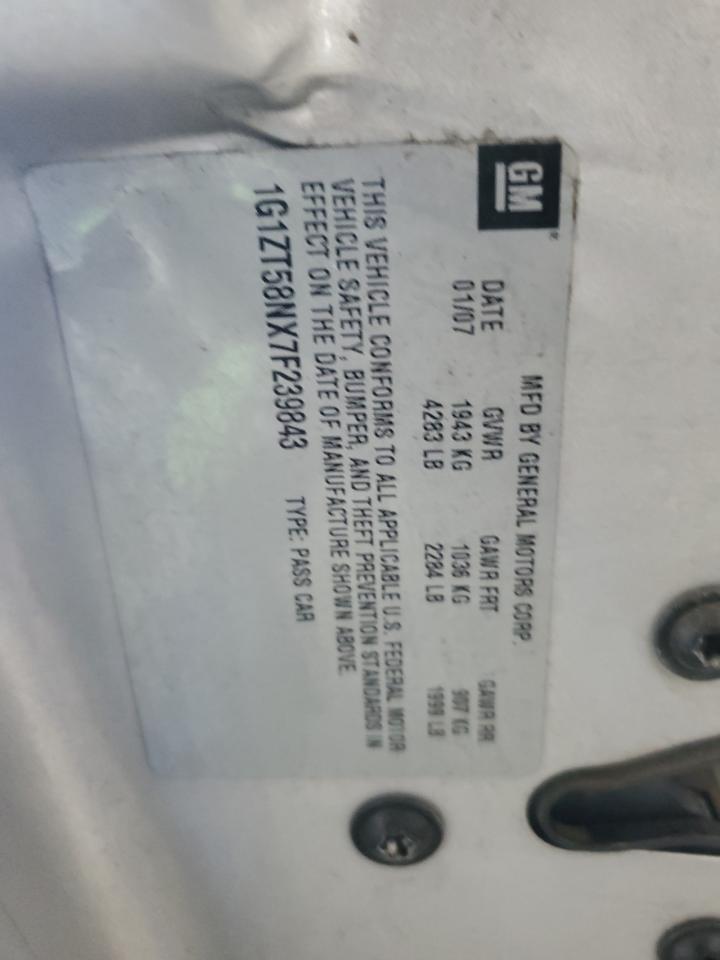 GM
MFD BY GENERAL MOTORS CORP.
DATE GVWR GAWR FRT GAWR RR
01/07 1943 KG 1036 KG 907 KG
4283 LB 2284 LB 1999 LB
THIS VEHICLE CONFORMS TO ALL APPLICABLE U.S. FEDERAL MOTOR
VEHICLE SAFETY, BUMPER, AND THEFT PREVENTION STANDARDS IN
EFFECT ON THE DATE OF MANUFACTURE SHOWN ABOVE.
1G1ZT58NX7F239843 TYPE: PASS CAR